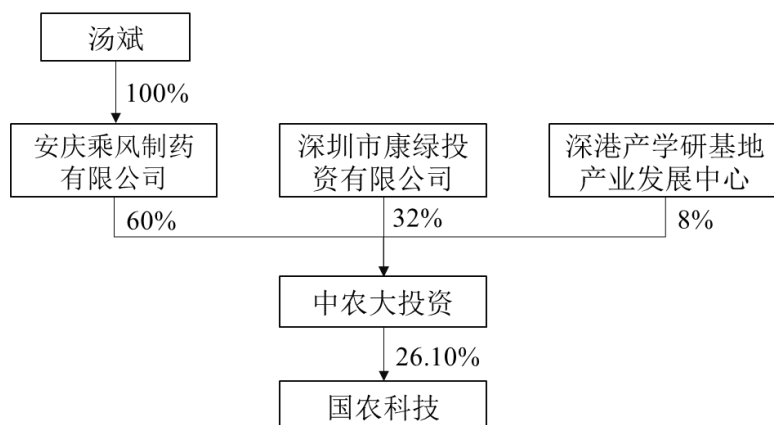 汤斌
100%
安庆乘风制药
有限公司
深圳市康绿投
资有限公司
深港产学研基地
产业发展中心
60%
32%
8%
中农大投资
26.10%
国农科技